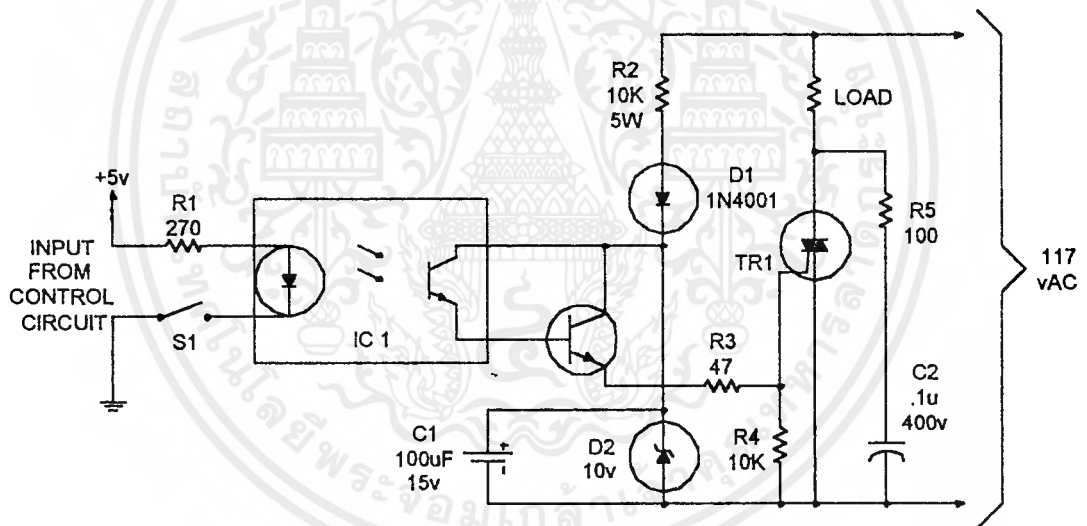 +5v
R1
270
INPUT
FROM
CONTROL
CIRCUIT
S1
IC 1
R2
10K
5W
D1
1N4001
LOAD
TR1
R5
100
117
vAC
R3
47
C2
.1u
400v
C1
100uF
15v
+
-
D2
10v
R4
10K